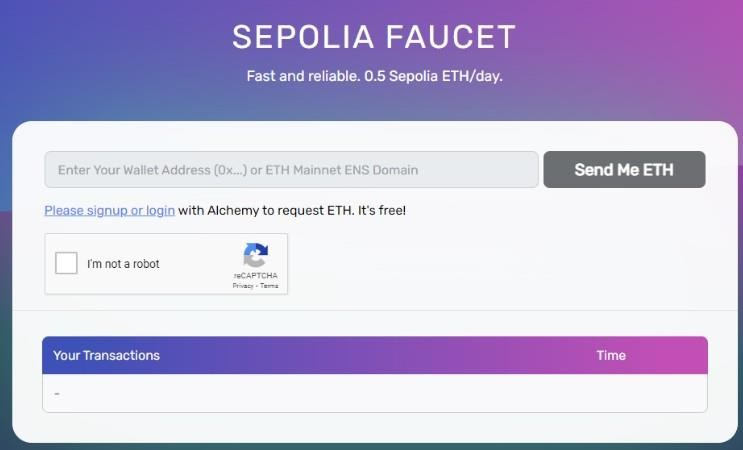 SEPOLIA FAUCET
Fast and reliable. 0.5 Sepolia ETH/day.
Enter Your Wallet Address (0x...) or ETH Mainnet ENS Domain
Send Me ETH
Please signup or login with Alchemy to request ETH. It's free!
I'm not a robot
reCAPTCHA
Privacy - Terms
Your Transactions Time
-